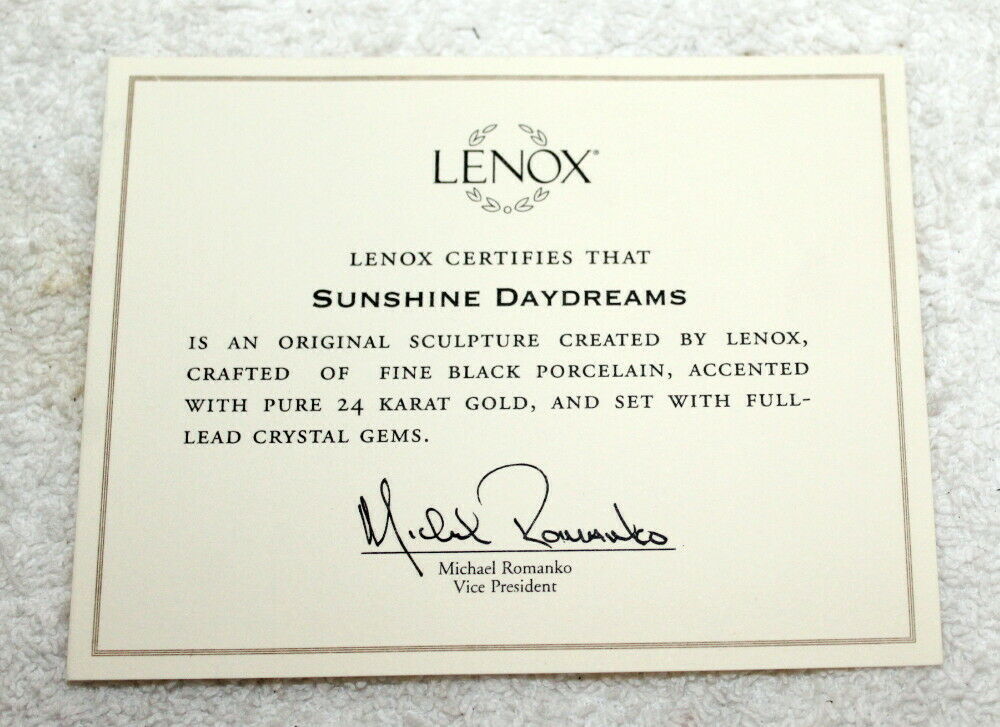 LENOX®
LENOX CERTIFIES THAT
SUNSHINE DAYDREAMS
IS AN ORIGINAL SCULPTURE CREATED BY LENOX,
CRAFTED OF FINE BLACK PORCELAIN, ACCENTED
WITH PURE 24 KARAT GOLD, AND SET WITH FULL-
LEAD CRYSTAL GEMS.
Michael Romanko
Michael Romanko
Vice President